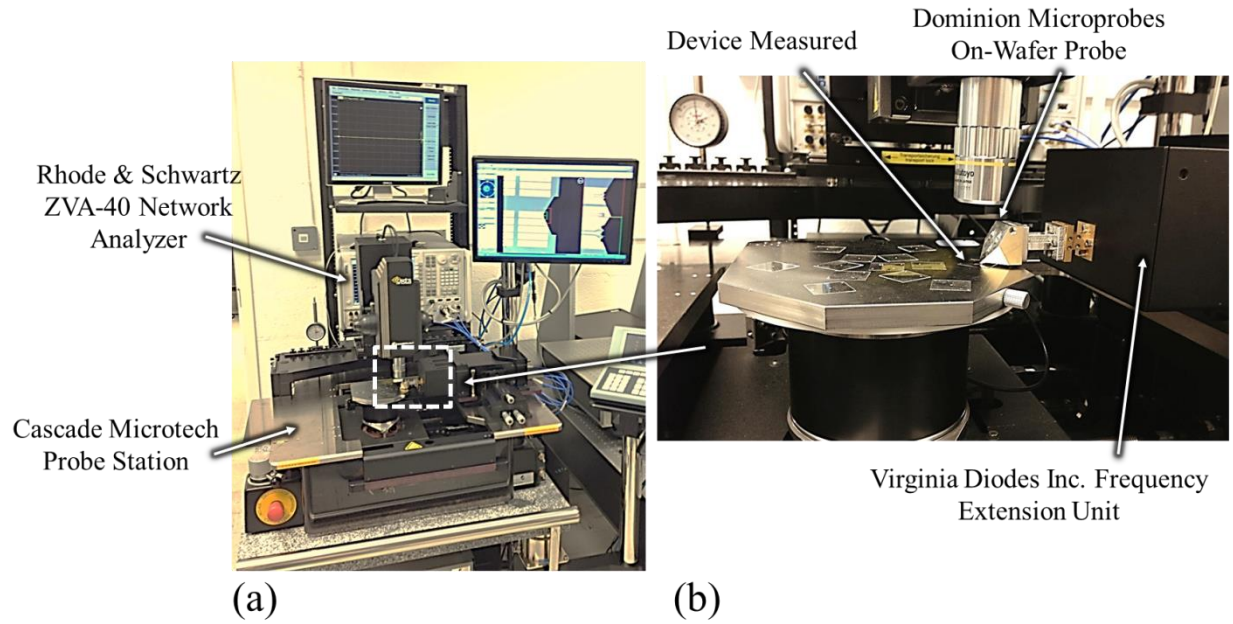 Rhode & Schwartz
ZVA-40 Network
Analyzer
Cascade Microtech
Probe Station
(a)
Device Measured
Dominion Microprobes
On-Wafer Probe
Virginia Diodes Inc. Frequency
Extension Unit
(b)